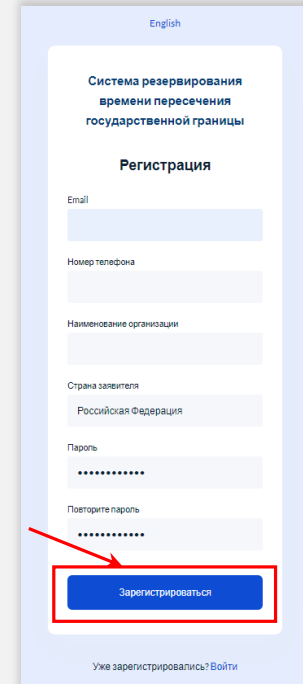 English
Система резервирования
времени пересечения
государственной границы
Регистрация
Email
Номер телефона
Наименование организации
Страна заявителя
Российская Федерация
Пароль
••••••••••••
Повторите пароль
••••••••••••
Зарегистрироваться
Уже зарегистрировались? Войти